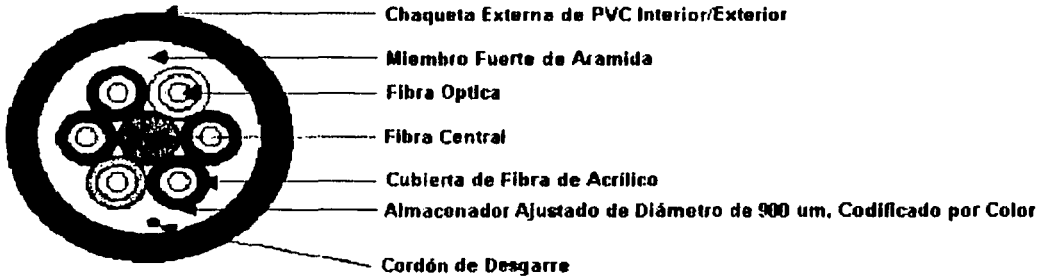 Chaqueta Externa de PVC Interior/Exterior
Miembro Fuerte de Aramida
Fibra Optica
Fibra Central
Cubierta de Fibra de Acrílico
Almaconador Ajustado de Diámetro de 900 um, Codificado por Color
Cordón de Desgarre